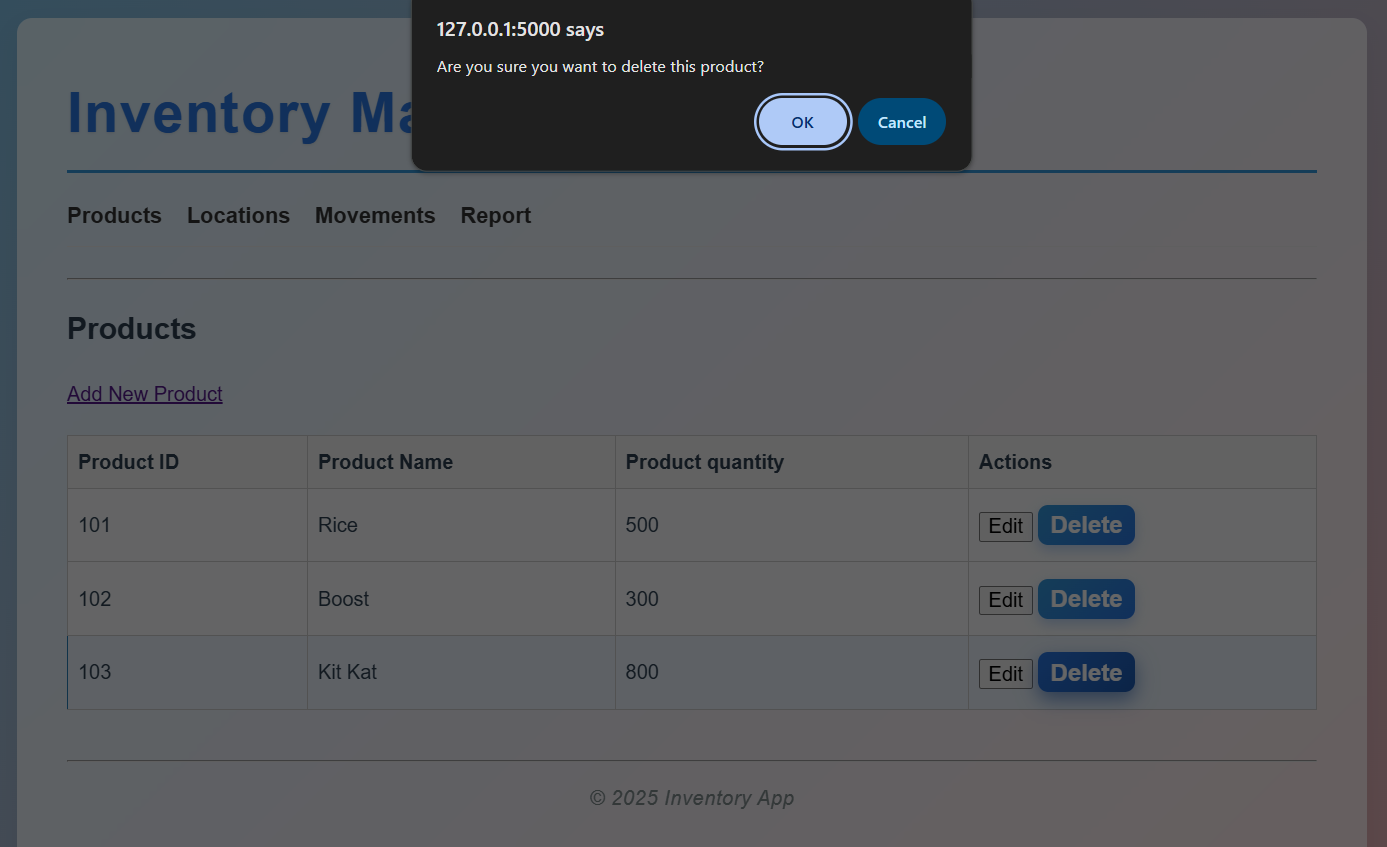 127.0.0.1:5000 says
Are you sure you want to delete this product?
OK Cancel
Inventory
Products Locations Movements Report
Products
Add New Product
Product ID Product Name Product quantity Actions
101 Rice 500 Edit Delete
102 Boost 300 Edit Delete
103 Kit Kat 800 Edit Delete
© 2025 Inventory App